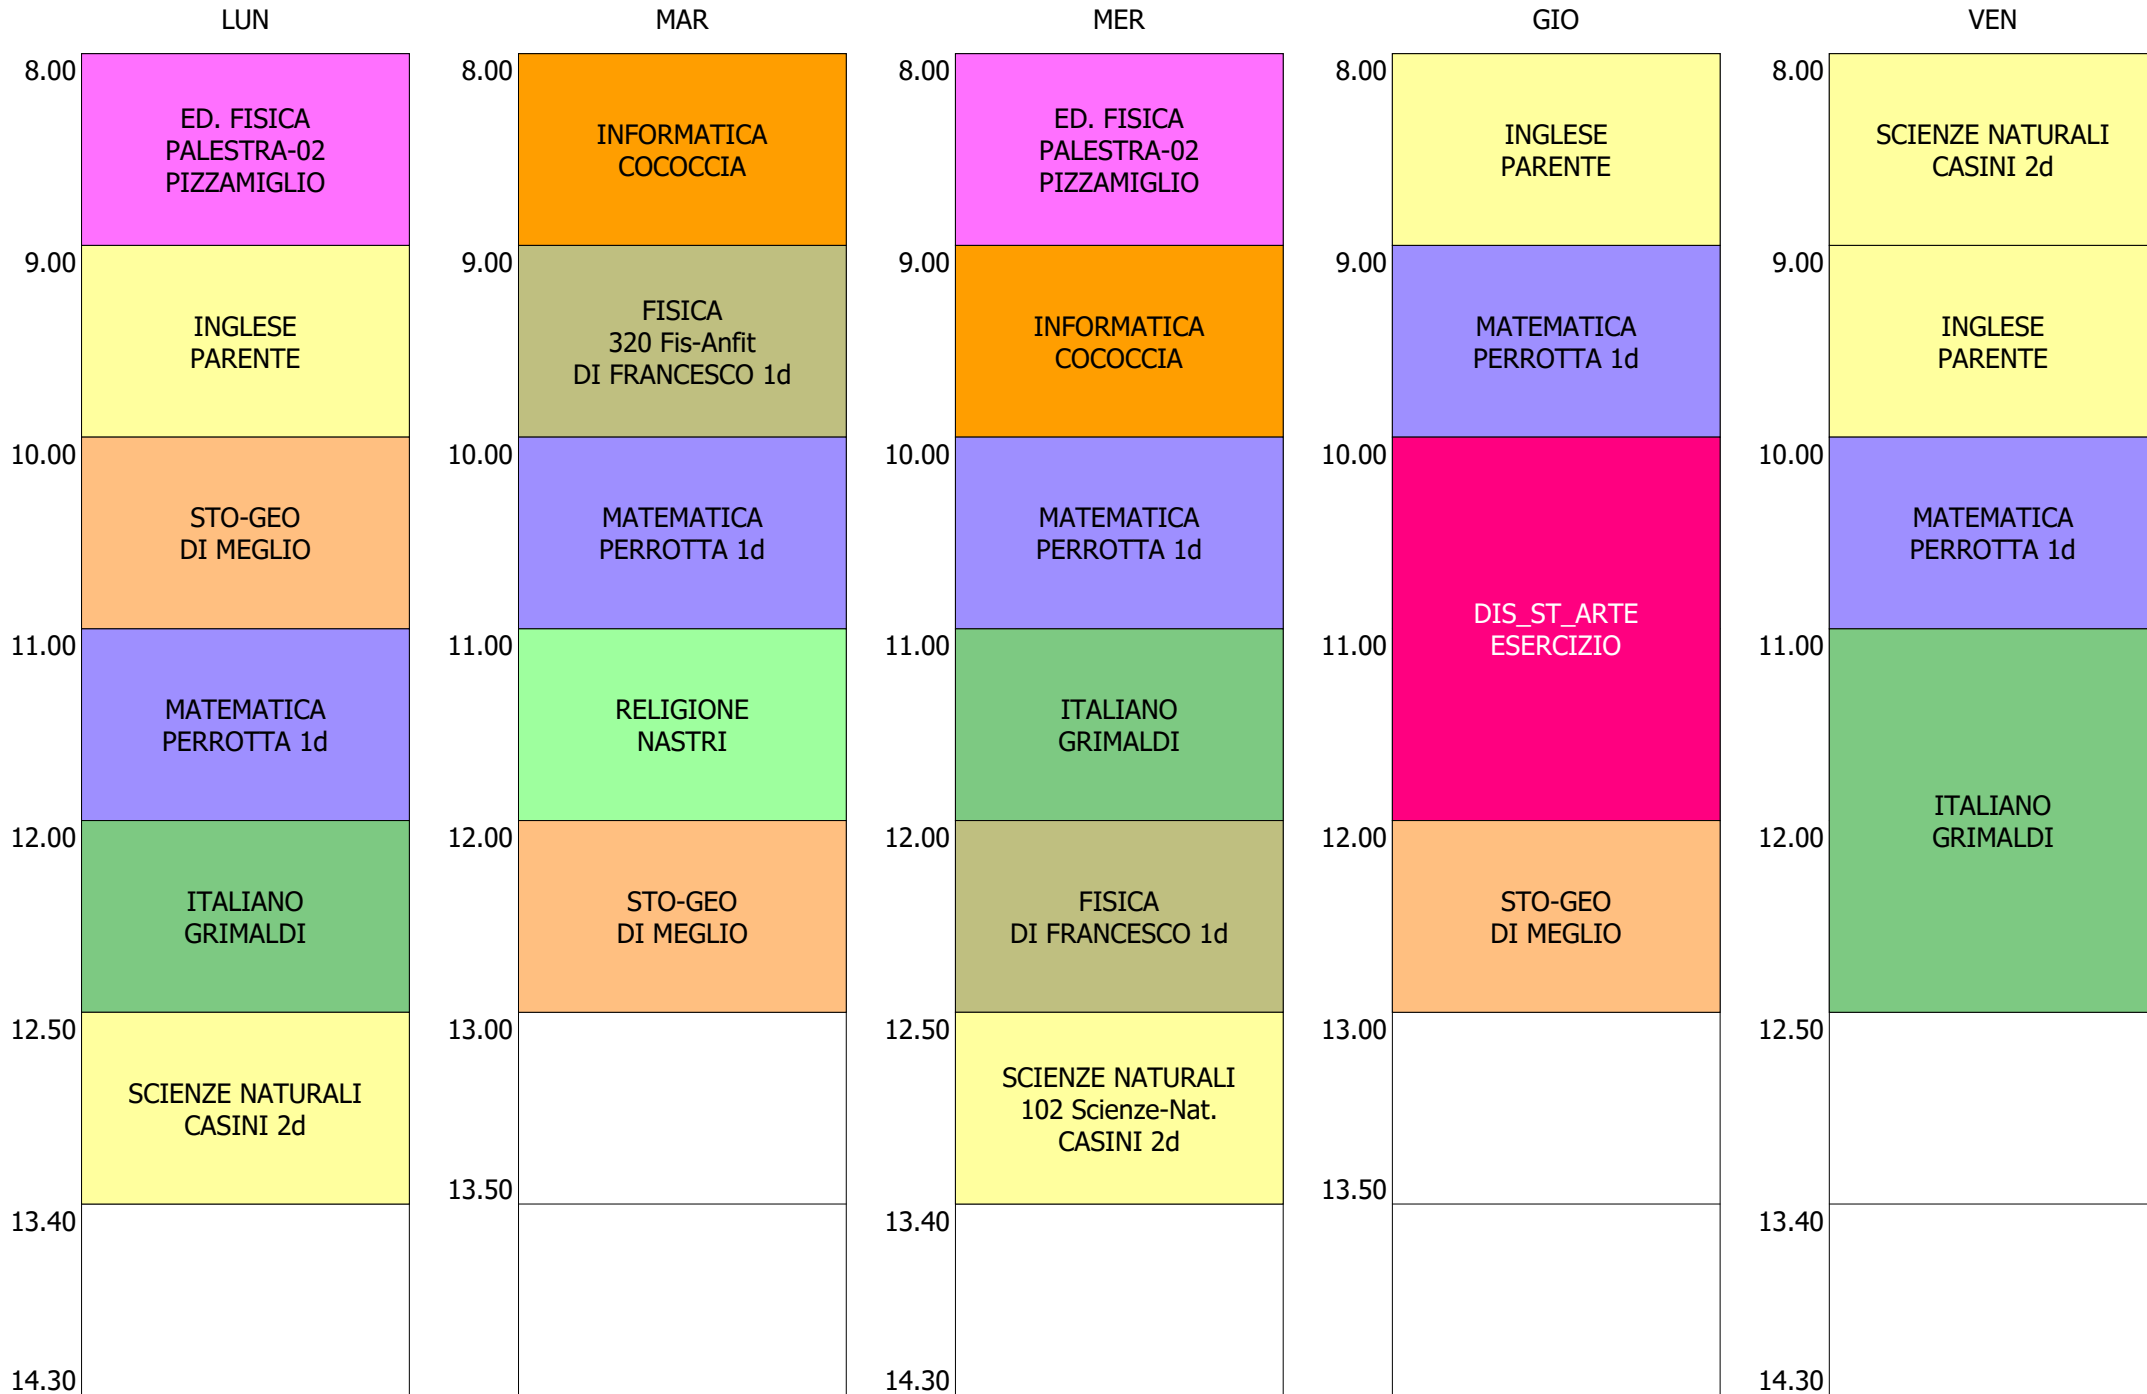 LUN
8.00
ED. FISICA
PALESTRA-02
PIZZAMIGLIO
9.00
INGLESE
PARENTE
10.00
STO-GEO
DI MEGLIO
11.00
MATEMATICA
PERROTTA 1d
12.00
ITALIANO
GRIMALDI
12.50
SCIENZE NATURALI
CASINI 2d
13.40
14.30
MAR
8.00
INFORMATICA
COCOCCIA
9.00
FISICA
320 Fis-Anfit
DI FRANCESCO 1d
10.00
MATEMATICA
PERROTTA 1d
11.00
RELIGIONE
NASTRI
12.00
STO-GEO
DI MEGLIO
13.00
13.50
MER
8.00
ED. FISICA
PALESTRA-02
PIZZAMIGLIO
9.00
INFORMATICA
COCOCCIA
10.00
MATEMATICA
PERROTTA 1d
11.00
ITALIANO
GRIMALDI
12.00
FISICA
DI FRANCESCO 1d
12.50
SCIENZE NATURALI
102 Scienze-Nat.
CASINI 2d
13.40
14.30
GIO
8.00
INGLESE
PARENTE
9.00
MATEMATICA
PERROTTA 1d
10.00
DIS_ST_ARTE
ESERCIZIO
11.00
12.00
STO-GEO
DI MEGLIO
13.00
13.50
VEN
8.00
SCIENZE NATURALI
CASINI 2d
9.00
INGLESE
PARENTE
10.00
MATEMATICA
PERROTTA 1d
11.00
ITALIANO
GRIMALDI
12.00
12.50
13.40
14.30